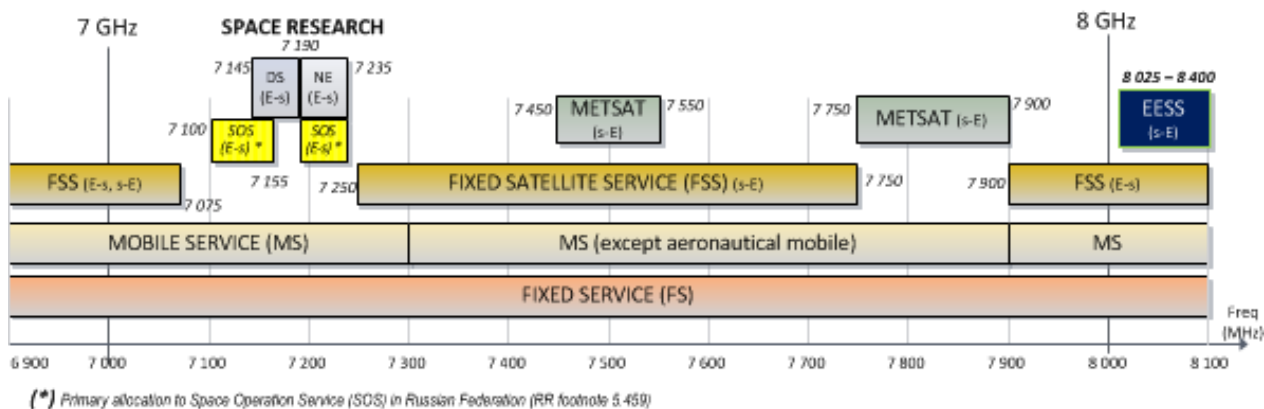 7 GHz
SPACE RESEARCH
8 GHz
7 190
7 145
DS
(E-s)
NE
(E-s)
7 235
8 025 – 8 400
7 100
SOS
(E-s) *
SOS
(E-s) *
7 450
METSAT
(s-E)
7 550
7 750
METSAT (s-E)
7 900
EESS
(s-E)
7 155
7 250
FSS (E-s, s-E)
7 075
FIXED SATELLITE SERVICE (FSS) (s-E)
7 750
7 900
FSS (E-s)
MOBILE SERVICE (MS)
MS (except aeronautical mobile)
MS
FIXED SERVICE (FS)
Freq
(MHz)
6 900
7 000
7 100
7 200
7 300
7 400
7 500
7 600
7 700
7 800
7 900
8 000
8 100
(*) Primary allocation to Space Operation Service (SOS) in Russian Federation (RR footnote 5.459)